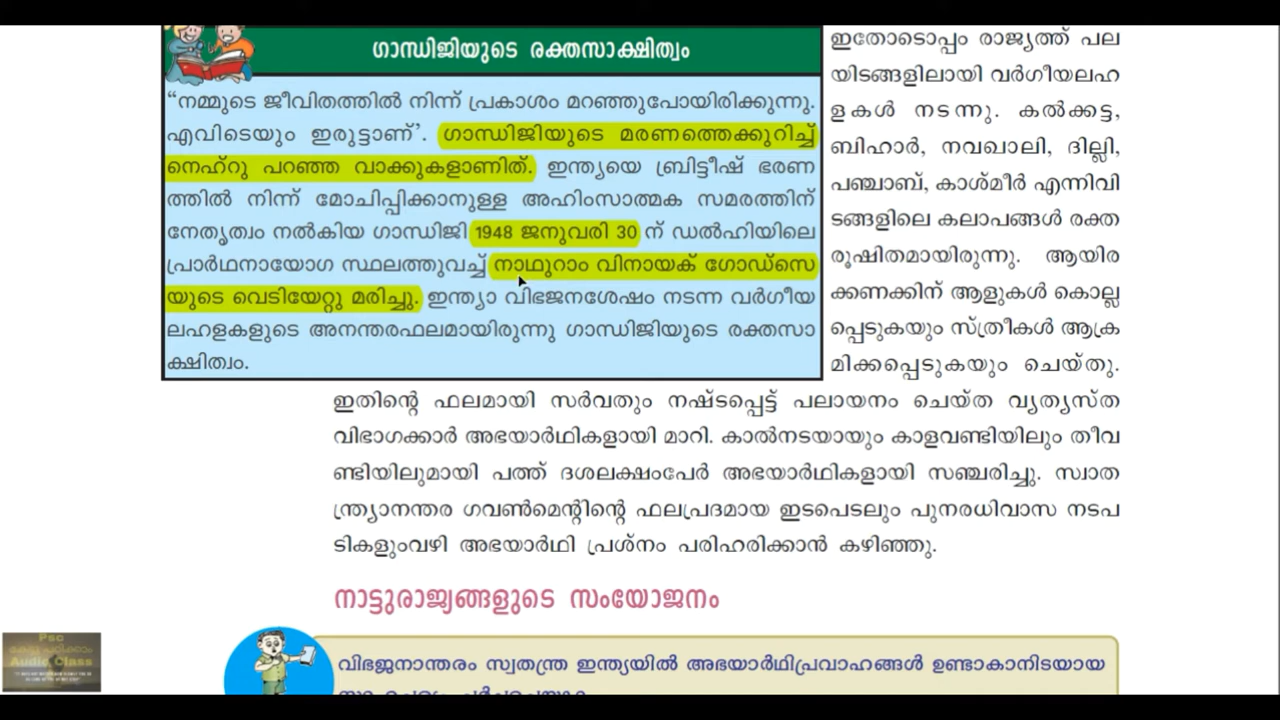 ഗാന്ധിജിയുടെ രക്തസാക്ഷിത്വം
“നമ്മുടെ ജീവിതത്തിൽ നിന്ന് പ്രകാശം മറഞ്ഞുപോയിരിക്കുന്നു.
എവിടെയും ഇരുട്ടാണ്”. ഗാന്ധിജിയുടെ മരണത്തെക്കുറിച്ച്
നെഹ്റു പറഞ്ഞ വാക്കുകളാണിത്. ഇന്ത്യയെ ബ്രിട്ടീഷ് ഭരണ
ത്തിൽ നിന്ന് മോചിപ്പിക്കാനുള്ള അഹിംസാത്മക സമരത്തിന്
നേതൃത്വം നൽകിയ ഗാന്ധിജി 1948 ജനുവരി 30 ന് ഡൽഹിയിലെ
പ്രാർഥനായോഗ സ്ഥലത്തുവച്ച് നാഥുറാം വിനായക് ഗോഡ്സെ
യുടെ വെടിയേറ്റു മരിച്ചു. ഇന്ത്യാ വിഭജനശേഷം നടന്ന വർഗീയ
ലഹളകളുടെ അനന്തരഫലമായിരുന്നു ഗാന്ധിജിയുടെ രക്തസാ
ക്ഷിത്വം.
ഇതോടൊപ്പം രാജ്യത്ത് പല
യിടങ്ങളിലായി വർഗീയലഹ
ളകൾ നടന്നു. കൽക്കട്ട,
ബിഹാർ, നവഖാലി, ദില്ലി,
പഞ്ചാബ്, കാശ്മീർ എന്നിവി
ടങ്ങളിലെ കലാപങ്ങൾ രക്ത
രൂഷിതമായിരുന്നു. ആയിര
ക്കണക്കിന് ആളുകൾ കൊല്ല
പ്പെടുകയും സ്ത്രീകൾ ആക്ര
മിക്കപ്പെടുകയും ചെയ്തു.
ഇതിന്റെ ഫലമായി സർവതും നഷ്ടപ്പെട്ട് പലായനം ചെയ്ത വ്യത്യസ്ത
വിഭാഗക്കാർ അഭയാർഥികളായി മാറി. കാൽനടയായും കാളവണ്ടിയിലും തീവ
ണ്ടിയിലുമായി പത്ത് ദശലക്ഷംപേർ അഭയാർഥികളായി സഞ്ചരിച്ചു. സ്വാത
ന്ത്ര്യാനന്തര ഗവൺമെന്റിന്റെ ഫലപ്രദമായ ഇടപെടലും പുനരധിവാസ നടപ
ടികളുംവഴി അഭയാർഥി പ്രശ്നം പരിഹരിക്കാൻ കഴിഞ്ഞു.
നാട്ടുരാജ്യങ്ങളുടെ സംയോജനം
വിഭജനാന്തരം സ്വതന്ത്ര ഇന്ത്യയിൽ അഭയാർഥിപ്രവാഹങ്ങൾ ഉണ്ടാകാനിടയായ
Psc
കേട്ടു പഠിക്കാം
Audio Class